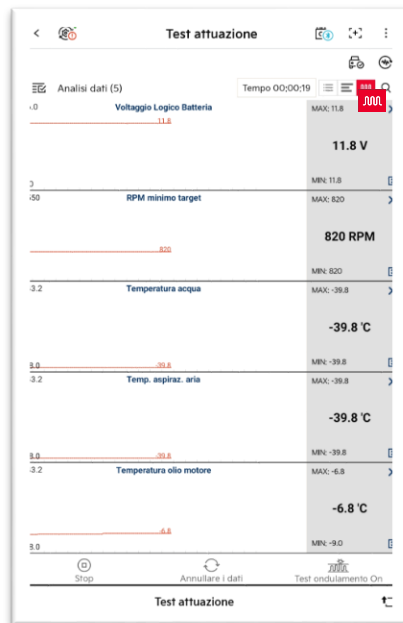 Test attuazione
Analisi dati (5)
Tempo 00;00;19
.0
Voltaggio Logico Batteria
MAX: 11.8
11.8
11.8 V
MIN: 11.8
RPM minimo target
MAX: 820
820
820 RPM
MIN: 820
Temperatura acqua
MAX: -39.8
-39.8
-39.8 'C
MIN: -39.8
Temp. aspiraz. aria
MAX: -39.8
-39.8
-39.8 'C
MIN: -39.8
Temperatura olio motore
MAX: -6.8
-6.8
-6.8 'C
MIN: -9.0
Stop
Annullare i dati
Test ondulamento On
Test attuazione